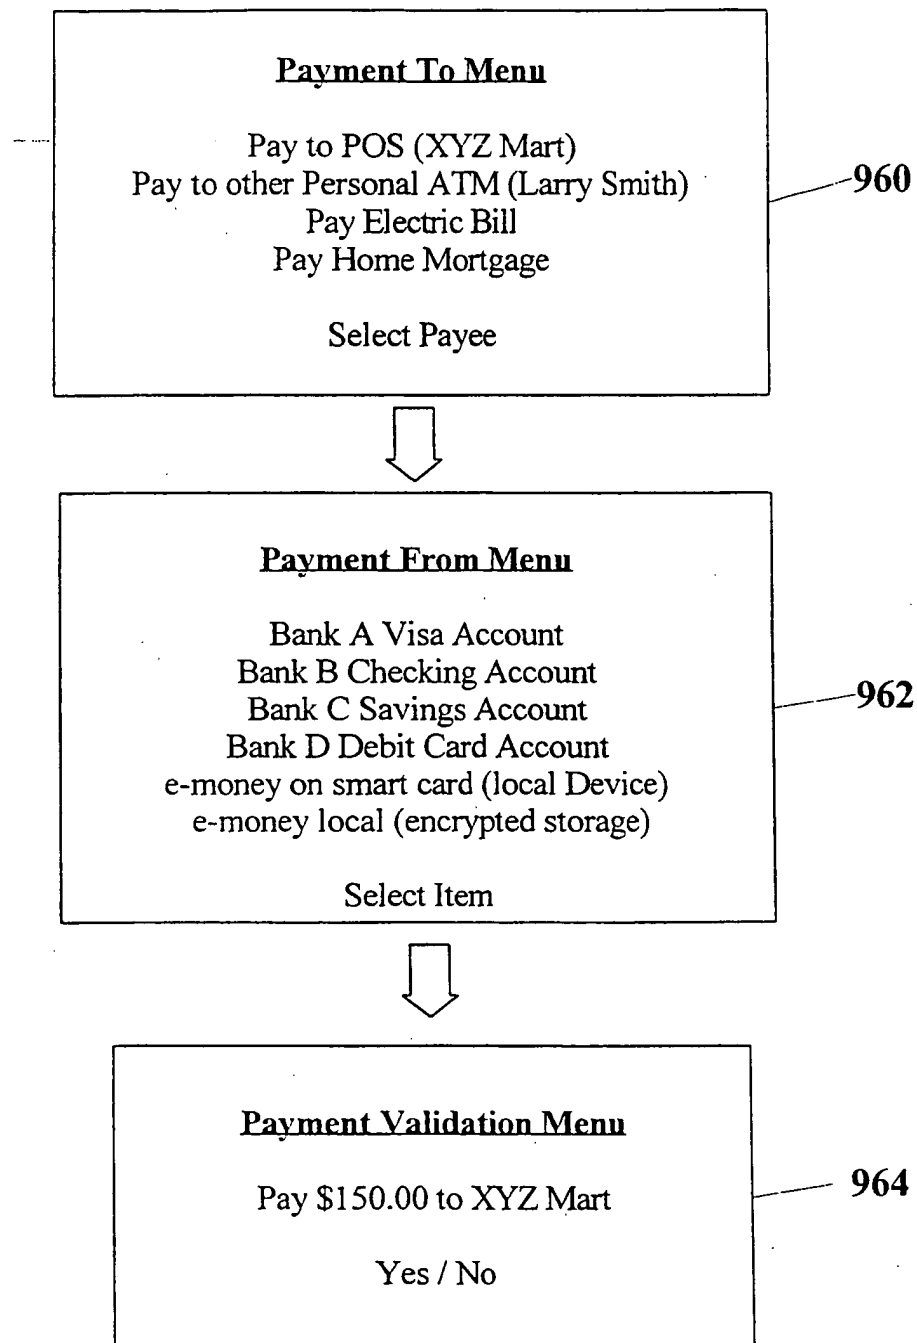 Payment To Menu
Pay to POS (XYZ Mart)
Pay to other Personal ATM (Larry Smith)
Pay Electric Bill
Pay Home Mortgage
Select Payee
960
Payment From Menu
Bank A Visa Account
Bank B Checking Account
Bank C Savings Account
Bank D Debit Card Account
e-money on smart card (local Device)
e-money local (encrypted storage)
Select Item
962
Payment Validation Menu
Pay $150.00 to XYZ Mart
Yes / No
964